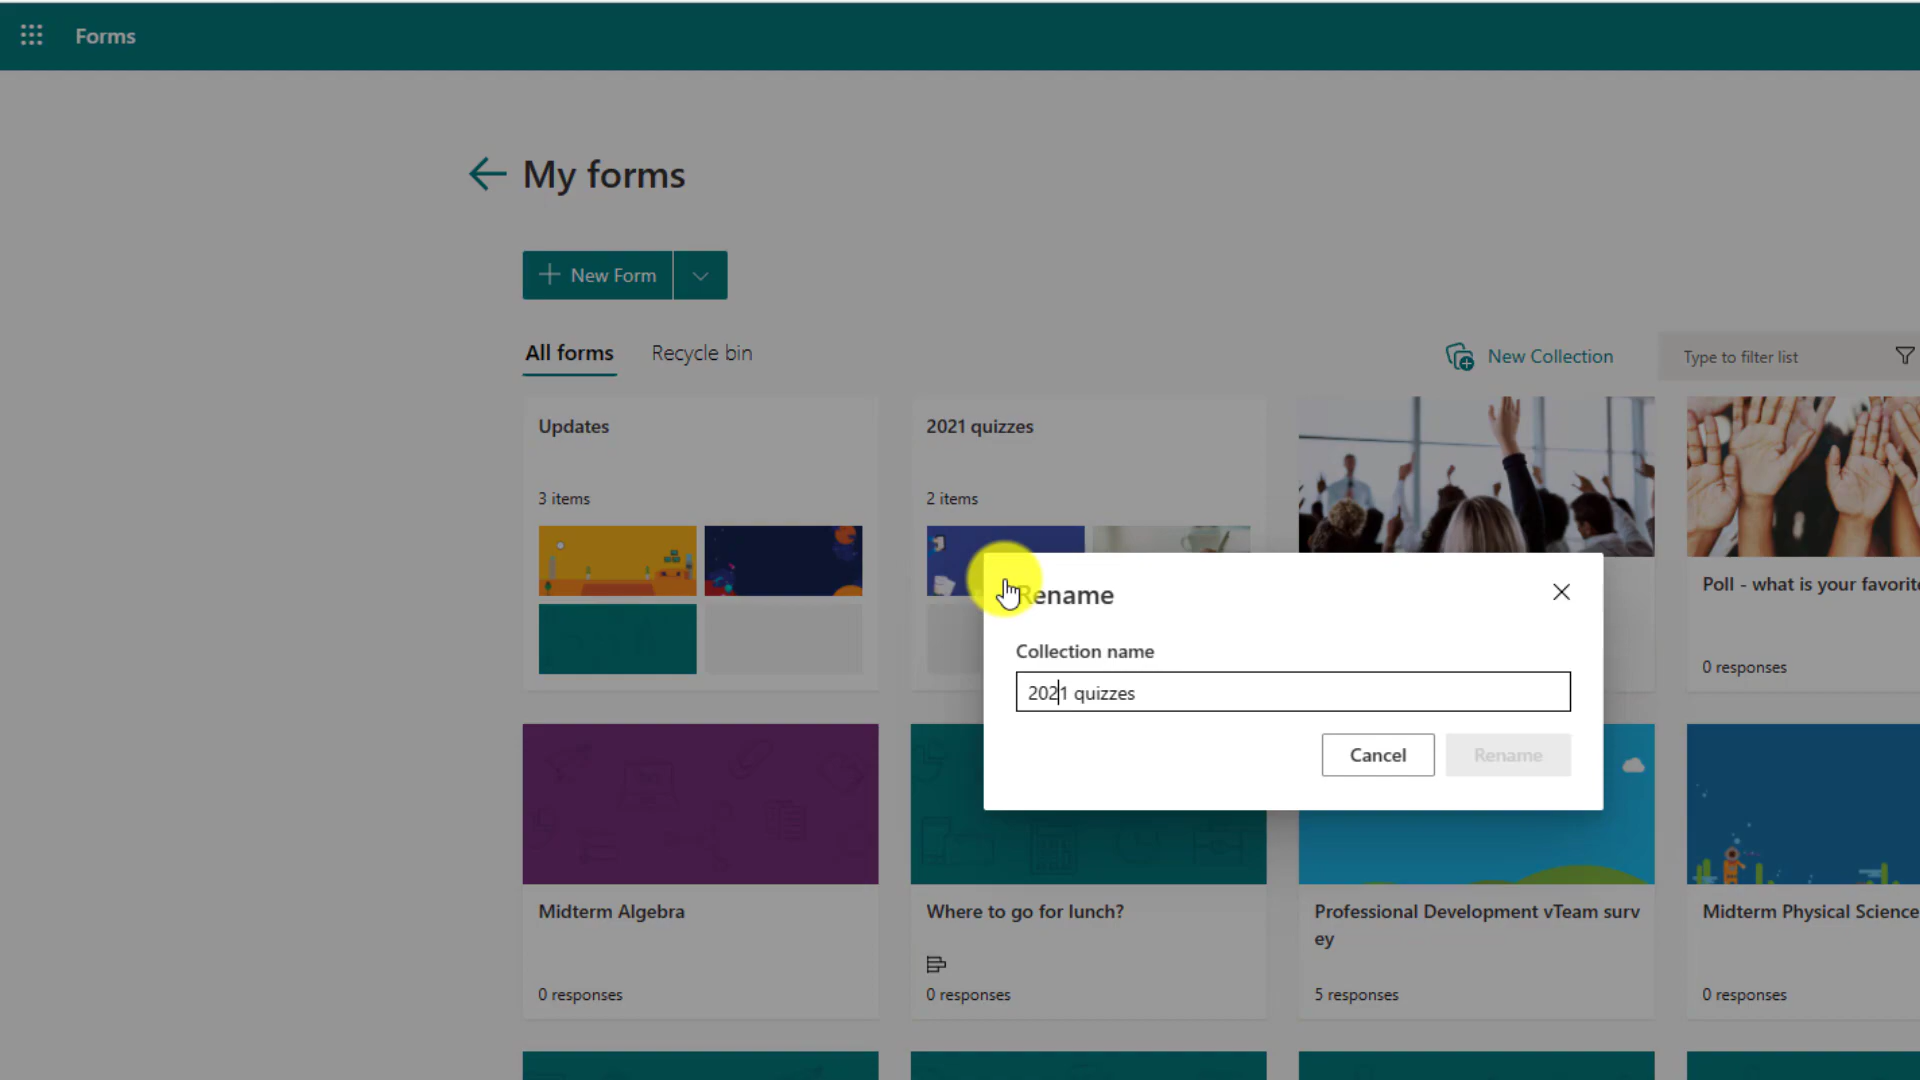 Forms
My forms
New Form
All forms
Recycle bin
New Collection
Type to filter list
Updates
3 items
2021 quizzes
2 items
Poll - what is your favorite
0 responses
Rename
Collection name
2021 quizzes
Cancel
Rename
Midterm Algebra
0 responses
Where to go for lunch?
0 responses
Professional Development vTeam surv
ey
5 responses
Midterm Physical Science
0 responses